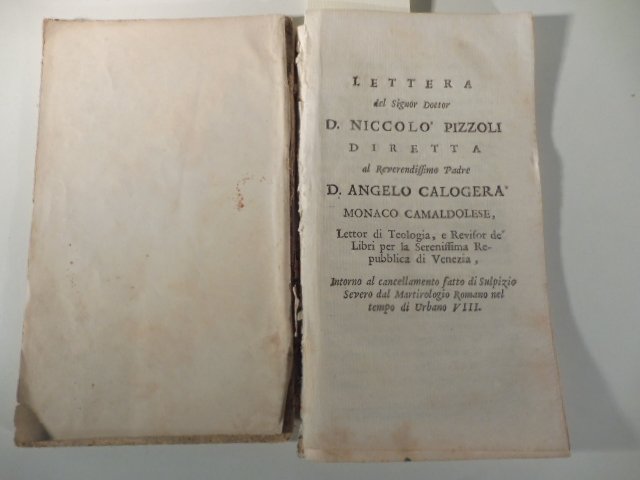 LETTERA
del Signor Dottor
D. NICCOLO' PIZZOLI
DIRETTA
al Reverendissimo Padre
D. ANGELO CALOGERA'
MONACO CAMALDOLESE,
Lettor di Teologia, e Revisor de'
Libri per la Serenissima Re-
pubblica di Venezia,
Intorno al cancellamento fatto di Sulpizio
Severo dal Martirologio Romano nel
tempo di Urbano VIII.